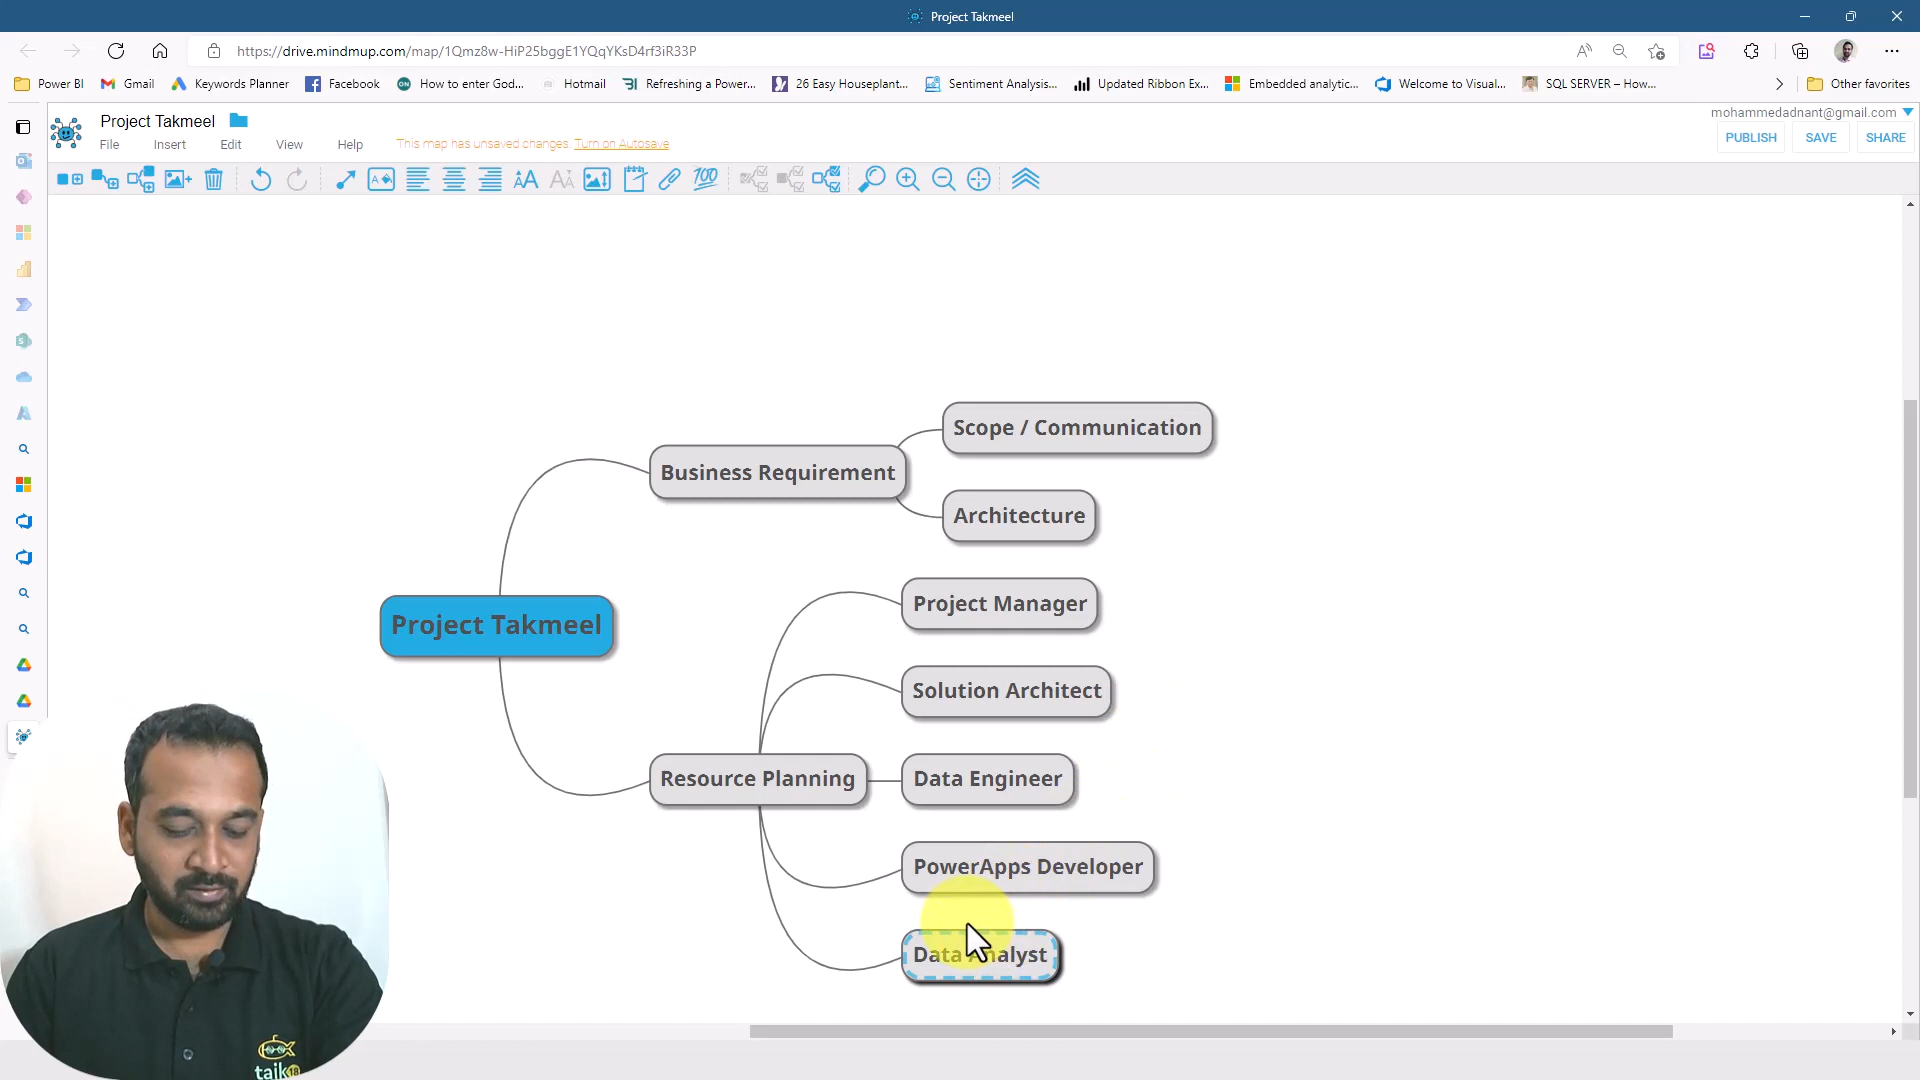 Project Takmeel
https://drive.mindmup.com/map/1Qmz8w-HiP25bggE1YQqYKsD4rf3iR33P
Power BI
Gmail
Keywords Planner
Facebook
How to enter God...
Hotmail
Refreshing a Power...
26 Easy Houseplant...
Sentiment Analysis...
Updated Ribbon Ex...
Embedded analytic...
Welcome to Visual...
SQL SERVER – How...
Other favorites
Project Takmeel
mohammedadnant@gmail.com
File Insert Edit View Help
This map has unsaved changes. Turn on Autosave
PUBLISH SAVE SHARE
100
Scope / Communication
Business Requirement
Architecture
Project Manager
Project Takmeel
Solution Architect
Resource Planning
Data Engineer
PowerApps Developer
Data Analyst
taik18